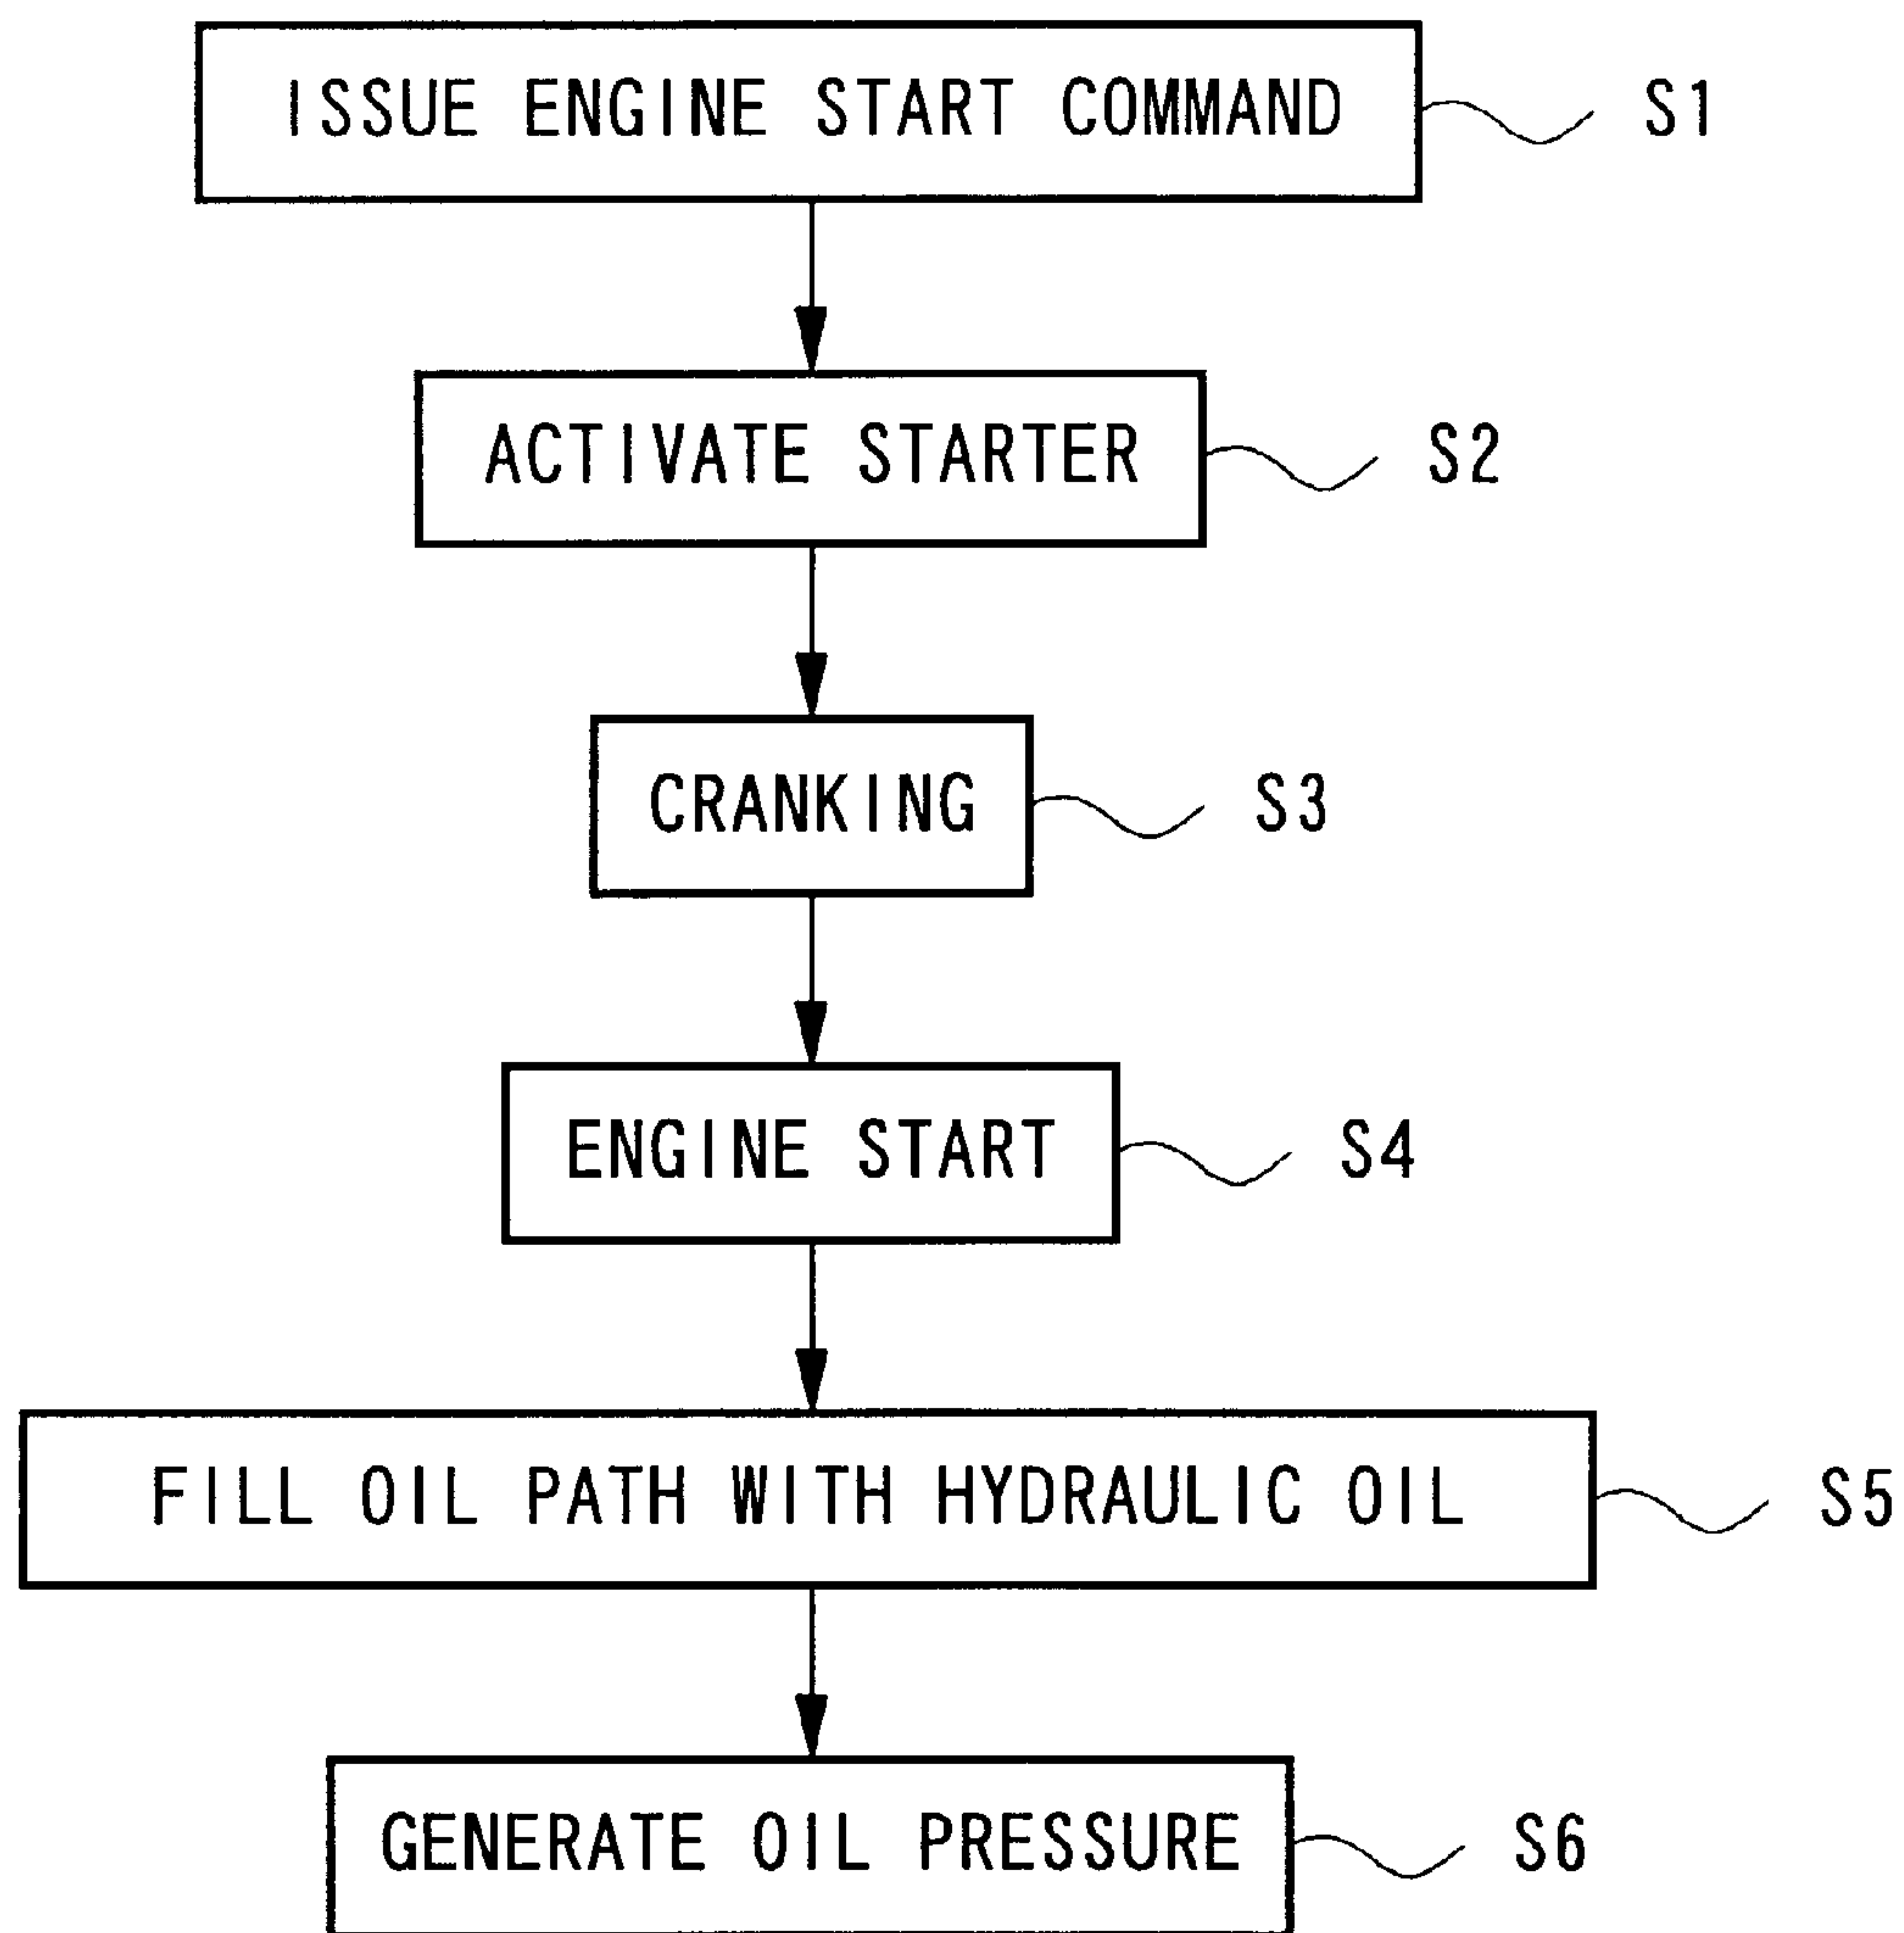 ISSUE ENGINE START COMMAND S1
ACTIVATE STARTER S2
CRANKING S3
ENGINE START S4
FILL OIL PATH WITH HYDRAULIC OIL S5
GENERATE OIL PRESSURE S6